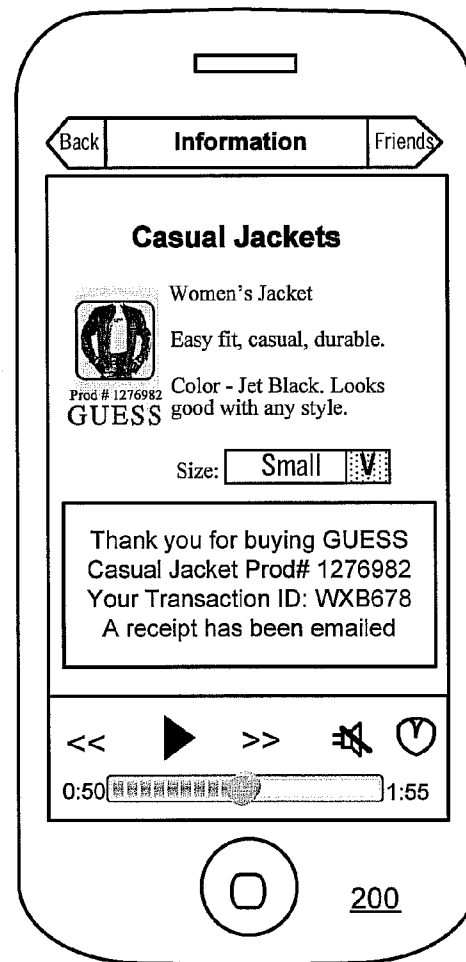 Back Information Friends
Casual Jackets
Women's Jacket
Easy fit, casual, durable.
Color - Jet Black. Looks
good with any style.
Prod # 1276982
GUESS
Size: Small V
Thank you for buying GUESS
Casual Jacket Prod# 1276982
Your Transaction ID: WXB678
A receipt has been emailed
<< >>
0:50 1:55
200